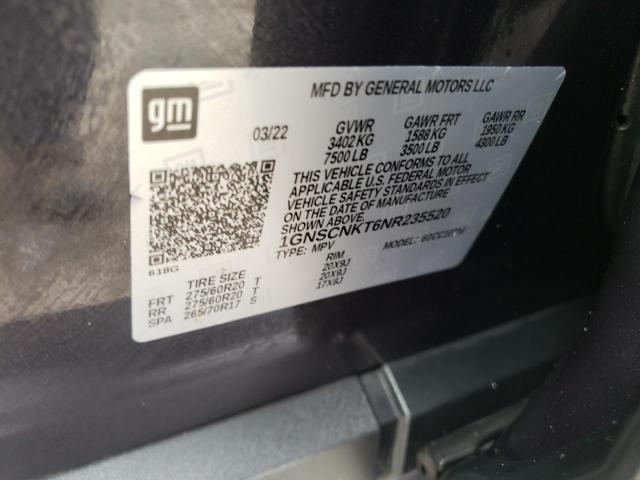 MFD BY GENERAL MOTORS LLC
gm
03/22 GVWR GAWR FRT GAWR RR
3402 KG 1588 KG 1950 KG
7500 LB 3500 LB 4300 LB
THIS VEHICLE CONFORMS TO ALL
APPLICABLE U.S. FEDERAL MOTOR
VEHICLE SAFETY STANDARDS IN EFFECT
ON THE DATE OF MANUFACTURE
SHOWN ABOVE.
1GNSCNKT6NR235520
TYPE: MPV MODEL:
618G
TIRE SIZE RIM
FRT 275/60R20 T 20X9J
RR 275/60R20 T 20X9J
SPA 265/70R17 S 17X8J